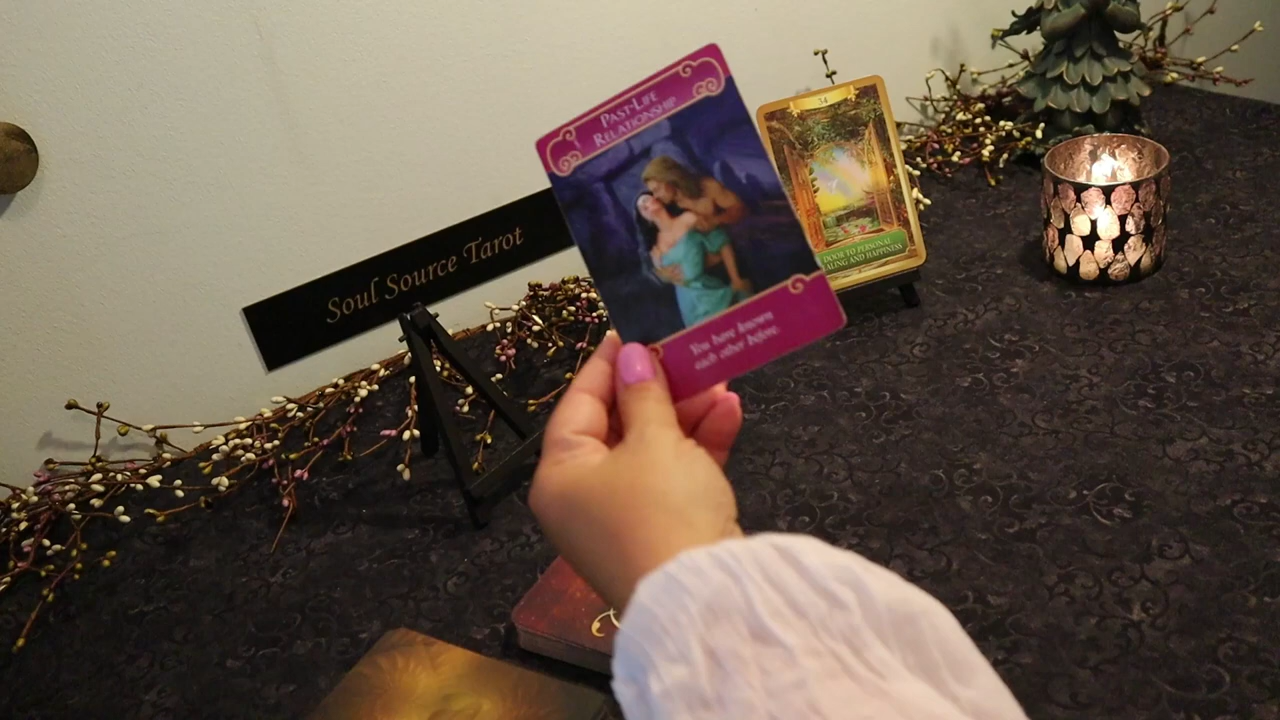 Soul Source Tarot
PAST-LIFE
RELATIONSHIP
You have known
each other before.
34
DOOR TO PERSONAL
HEALING AND HAPPINESS